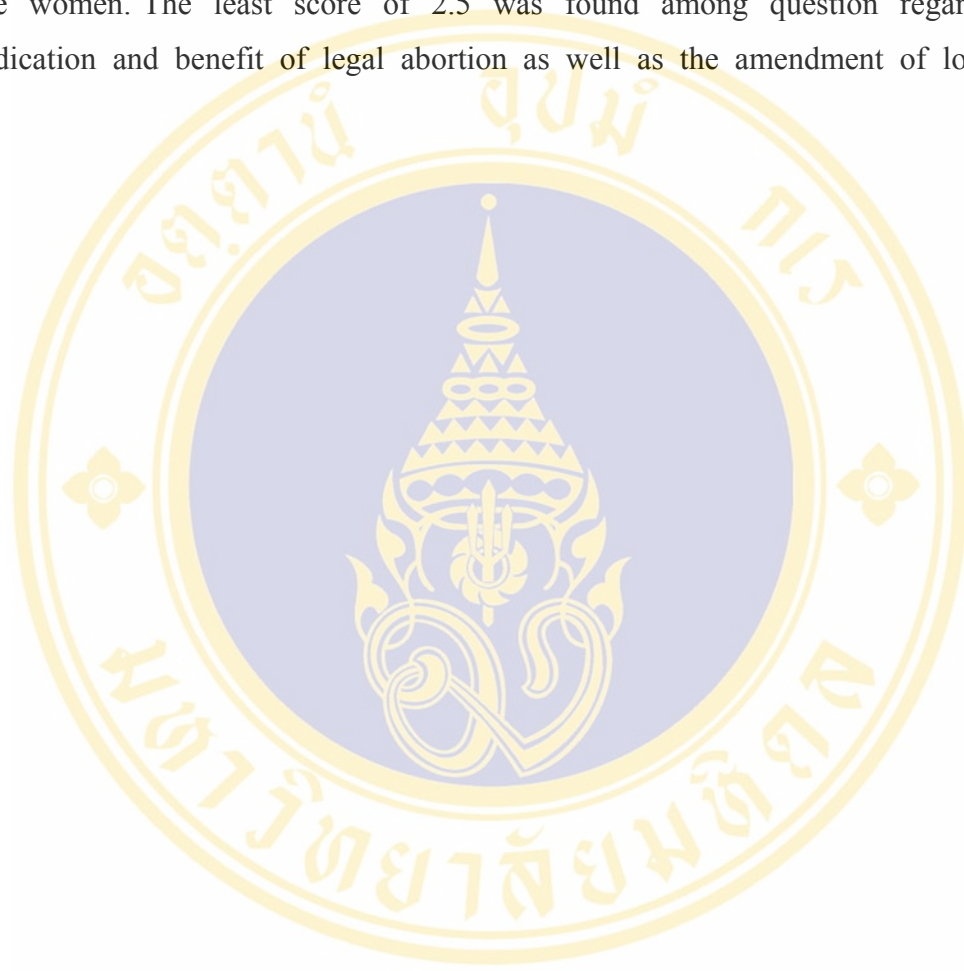 e women. The least score of 2.5 was found among question regar
dication and benefit of legal abortion as well as the amendment of lo
อตฺตานํ อุปมํ กเร
มหาวิทยาลัยมหิดล